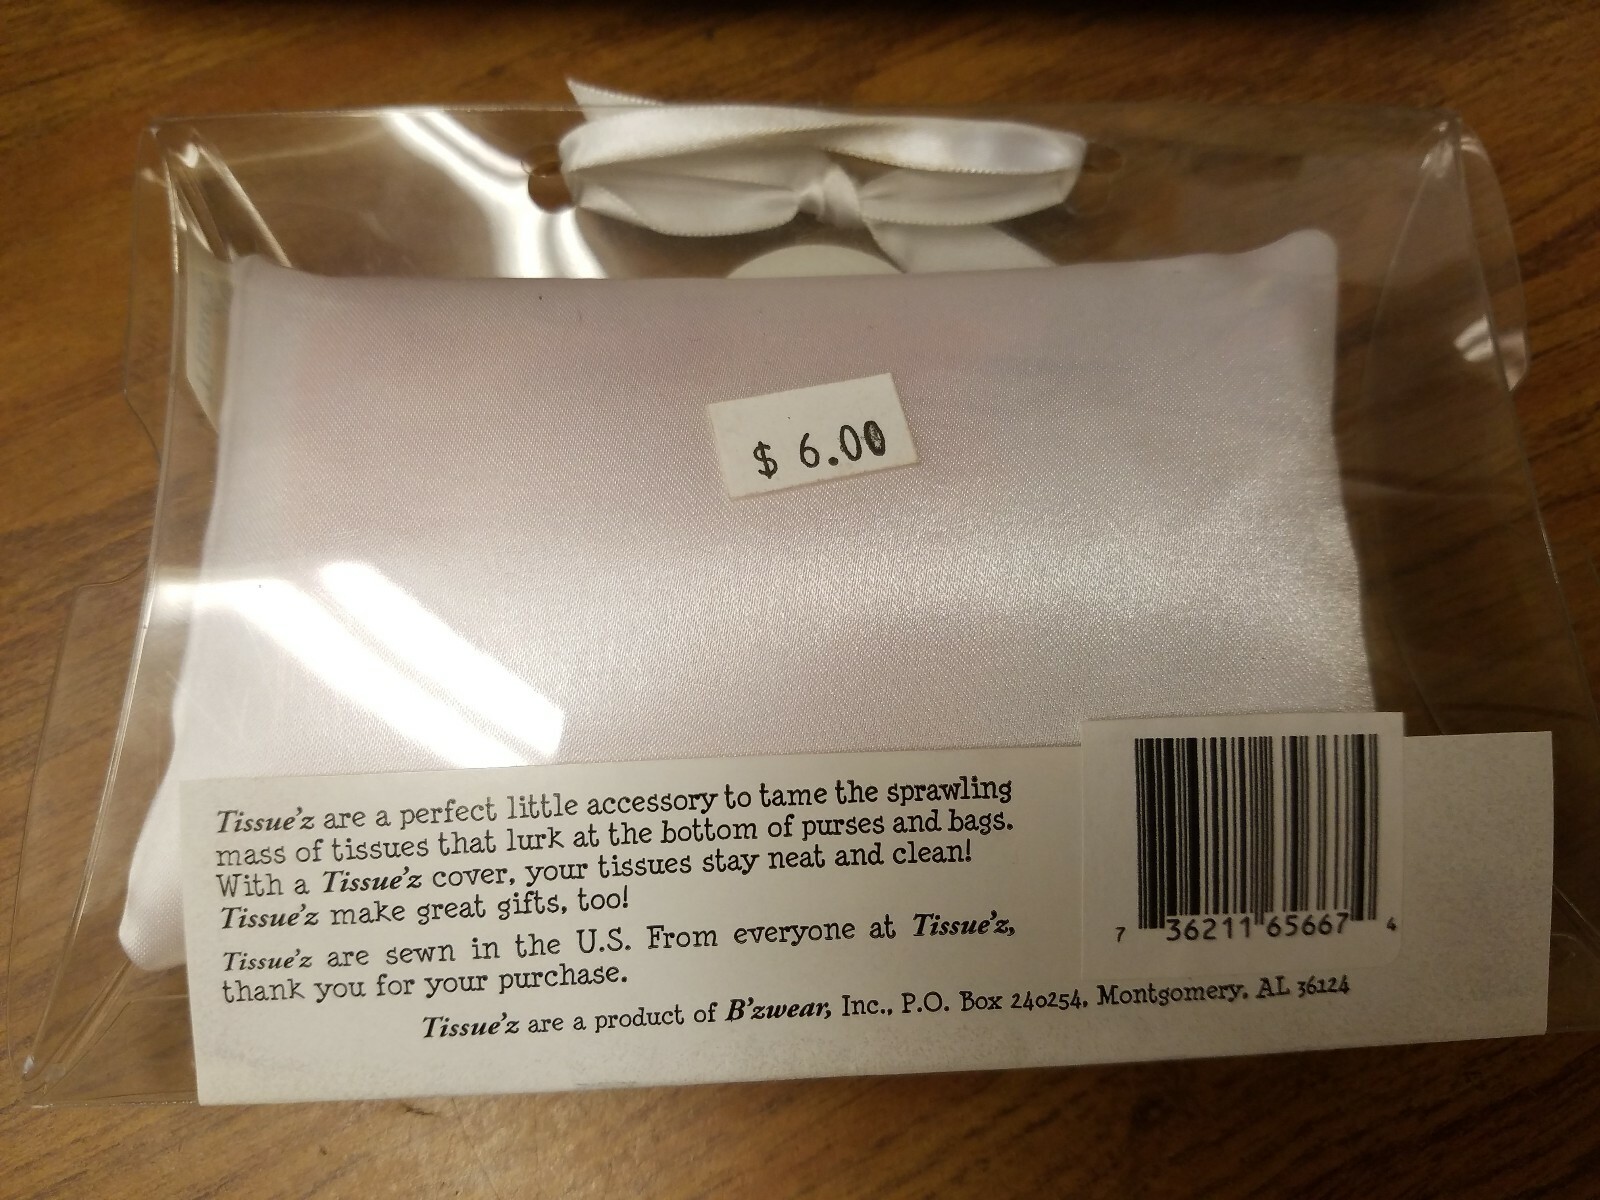 $ 6.00
Tissue'z are a perfect little accessory to tame the sprawling
mass of tissues that lurk at the bottom of purses and bags.
With a Tissue'z cover, your tissues stay neat and clean!
Tissue'z make great gifts, too!
Tissue'z are sewn in the U.S. From everyone at Tissue'z,
thank you for your purchase.
7 36211 65667 4
Tissue'z are a product of B'zwear, Inc., P.O. Box 240254, Montgomery, AL 36124